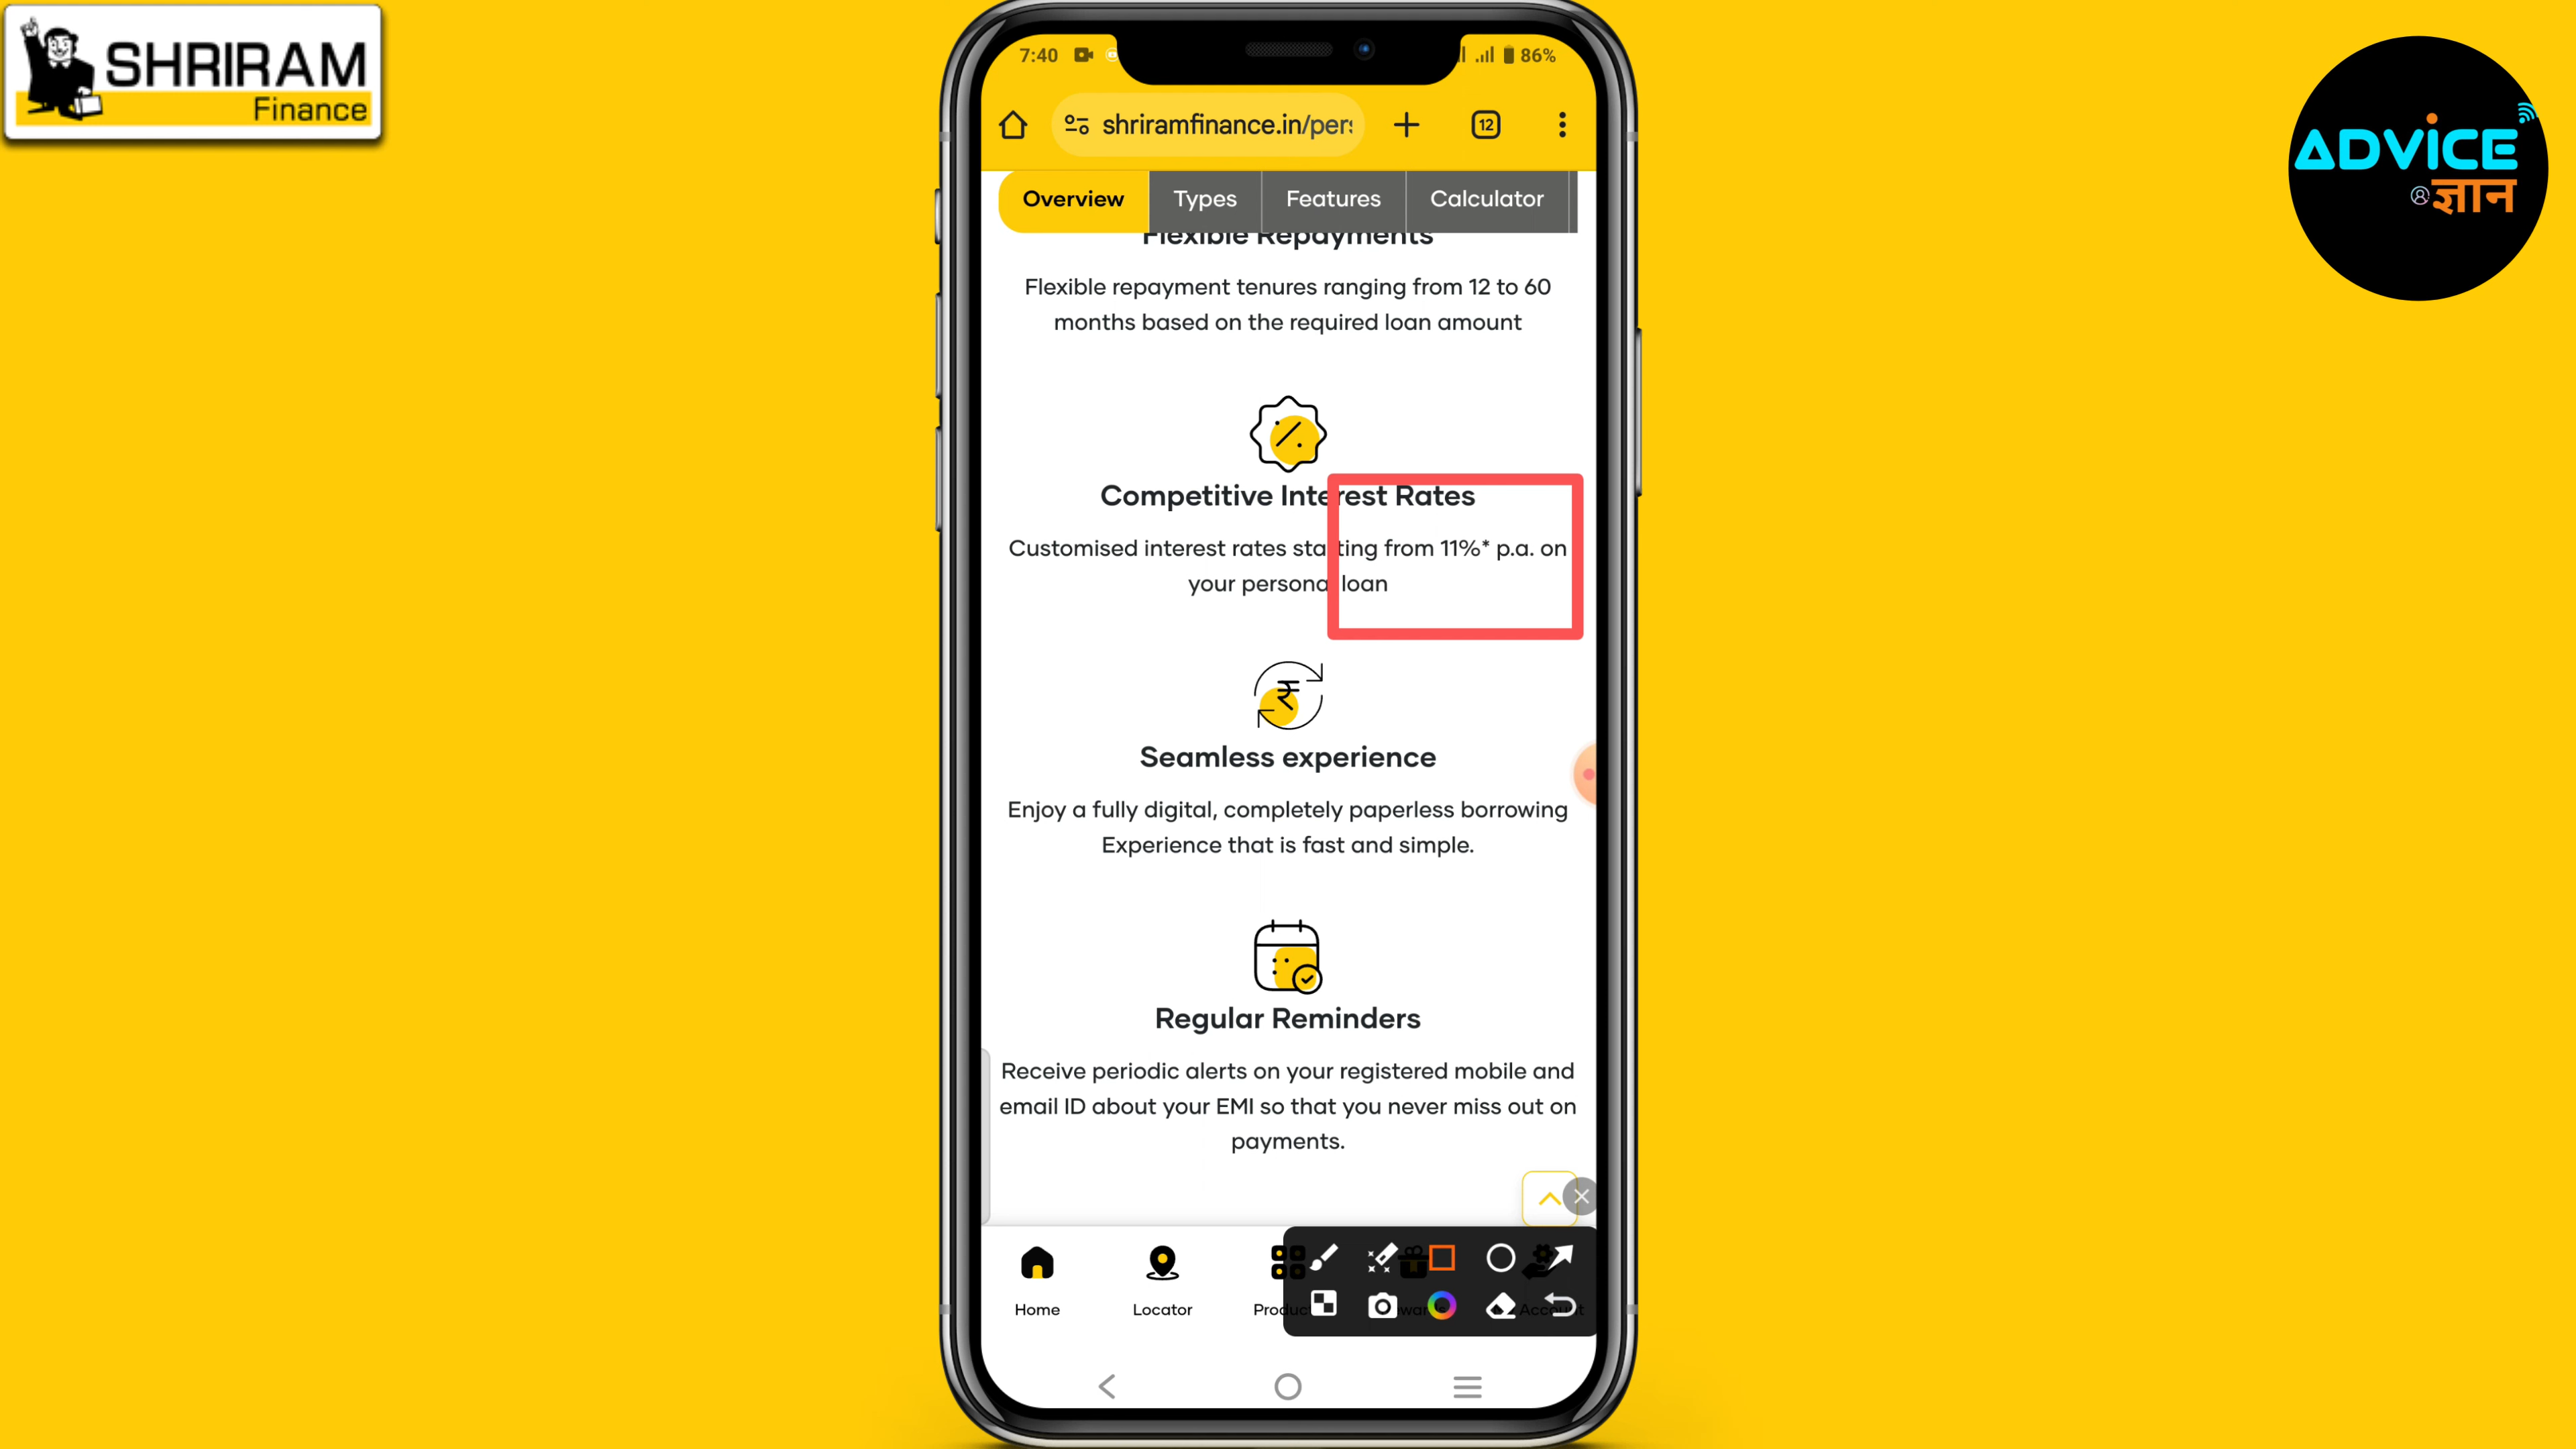 SHRIRAM
Finance
ADVICE
ज्ञान
7:40
86%
shriramfinance.in/pers
12
Overview
Types
Features
Calculator
Flexible Repayments
Flexible repayment tenures ranging from 12 to 60
months based on the required loan amount
Competitive Interest Rates
Customised interest rates starting from 11%* p.a. on
your personal loan
₹
Seamless experience
Enjoy a fully digital, completely paperless borrowing
Experience that is fast and simple.
Regular Reminders
Receive periodic alerts on your registered mobile and
email ID about your EMI so that you never miss out on
payments.
Home
Locator
Account